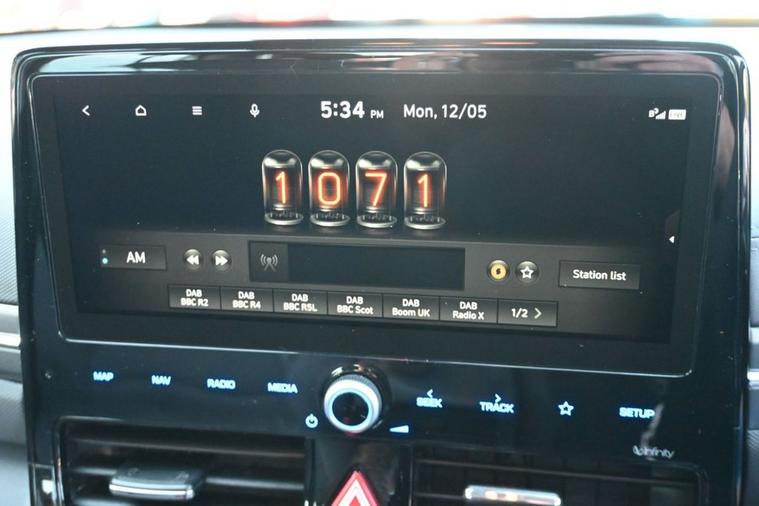 5:34 PM Mon, 12/05
LIVE
1071
AM
Station list
DAB
BBC R2
DAB
BBC R4
DAB
BBC R5L
DAB
BBC Scot
DAB
Boom UK
DAB
Radio X
1/2
MAP NAV RADIO MEDIA SEEK TRACK SETUP
infinity